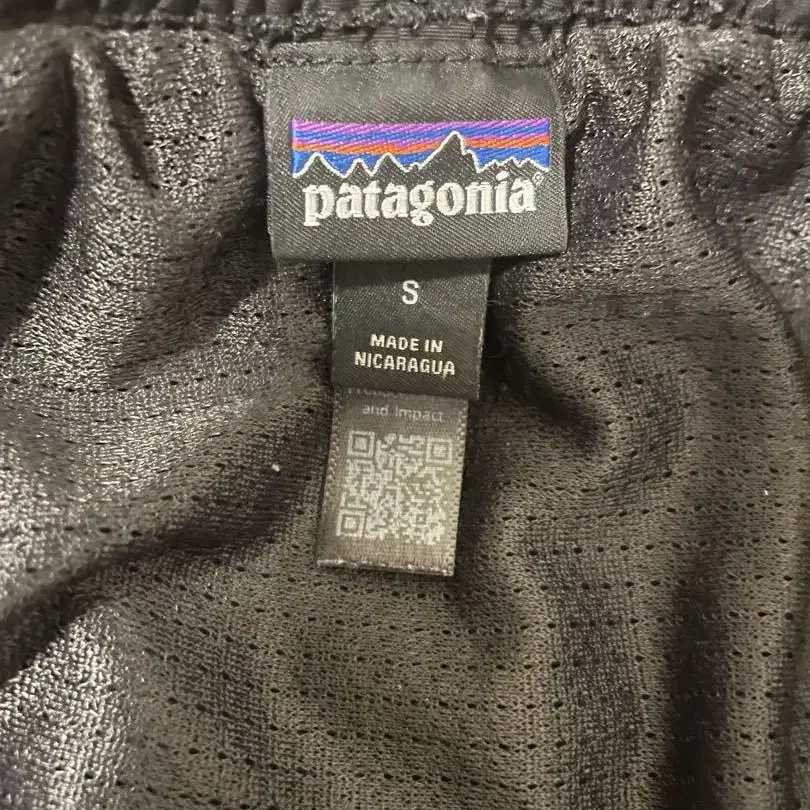 patagonia®
S
MADE IN
NICARAGUA
and Impact